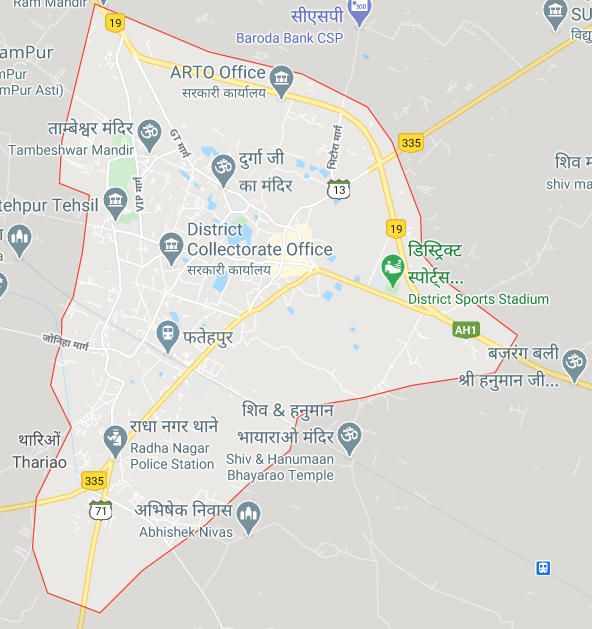 Ram Mandir
19
सीएसपी
Baroda Bank CSP
SU
amPur
amPur
mPur Asti)
ARTO Office
सरकारी कार्यालय
335
ताम्बेश्वर मंदिर
Tambeshwar Mandir
GT मार्ग
भिटौरा मार्ग
दुर्गा जी
का मंदिर
शिव म
shiv ma
13
VIP मार्ग
tehpur Tehsil
19
District
Collectorate Office
सरकारी कार्यालय
डिस्ट्रिक्ट
स्पोर्ट्स...
District Sports Stadium
AH1
फतेहपुर
जोनिहा मार्ग
बजरंग बली
श्री हनुमान जी...
शिव & हनुमान
भायाराओ मंदिर
Shiv & Hanumaan
Bhayarao Temple
राधा नगर थाने
Radha Nagar
Police Station
थारिओं
Thariao
335
71
अभिषेक निवास
Abhishek Nivas